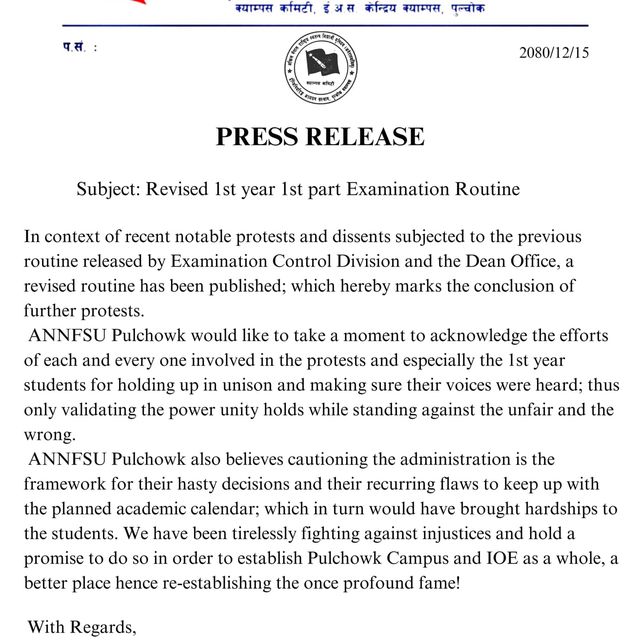 क्याम्पस कमिटी, इ अ स केन्द्रिय क्याम्पस, पुल्चोक
प.सं. :
2080/12/15
PRESS RELEASE
Subject: Revised 1st year 1st part Examination Routine
In context of recent notable protests and dissents subjected to the previous
routine released by Examination Control Division and the Dean Office, a
revised routine has been published; which hereby marks the conclusion of
further protests.
ANNFSU Pulchowk would like to take a moment to acknowledge the efforts
of each and every one involved in the protests and especially the 1st year
students for holding up in unison and making sure their voices were heard; thus
only validating the power unity holds while standing against the unfair and the
wrong.
ANNFSU Pulchowk also believes cautioning the administration is the
framework for their hasty decisions and their recurring flaws to keep up with
the planned academic calendar; which in turn would have brought hardships to
the students. We have been tirelessly fighting against injustices and hold a
promise to do so in order to establish Pulchowk Campus and IOE as a whole, a
better place hence re-establishing the once profound fame!
With Regards,